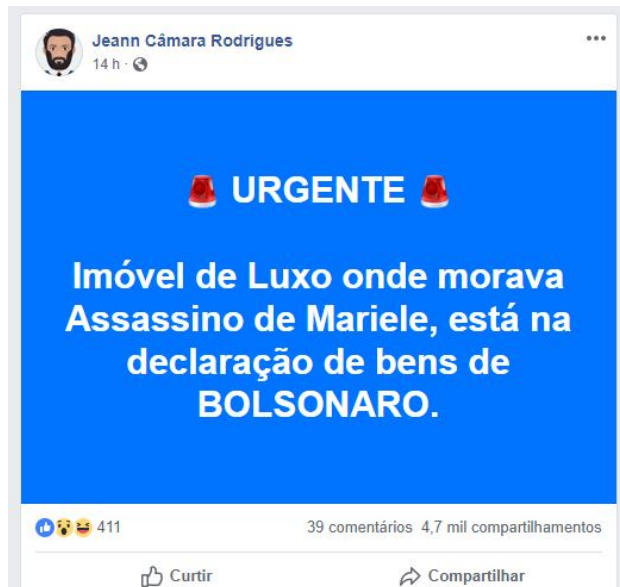 Jeann Câmara Rodrigues
14 h ·
URGENTE
Imóvel de Luxo onde morava
Assassino de Mariele, está na
declaração de bens de
BOLSONARO.
411
39 comentários 4,7 mil compartilhamentos
Curtir
Compartilhar